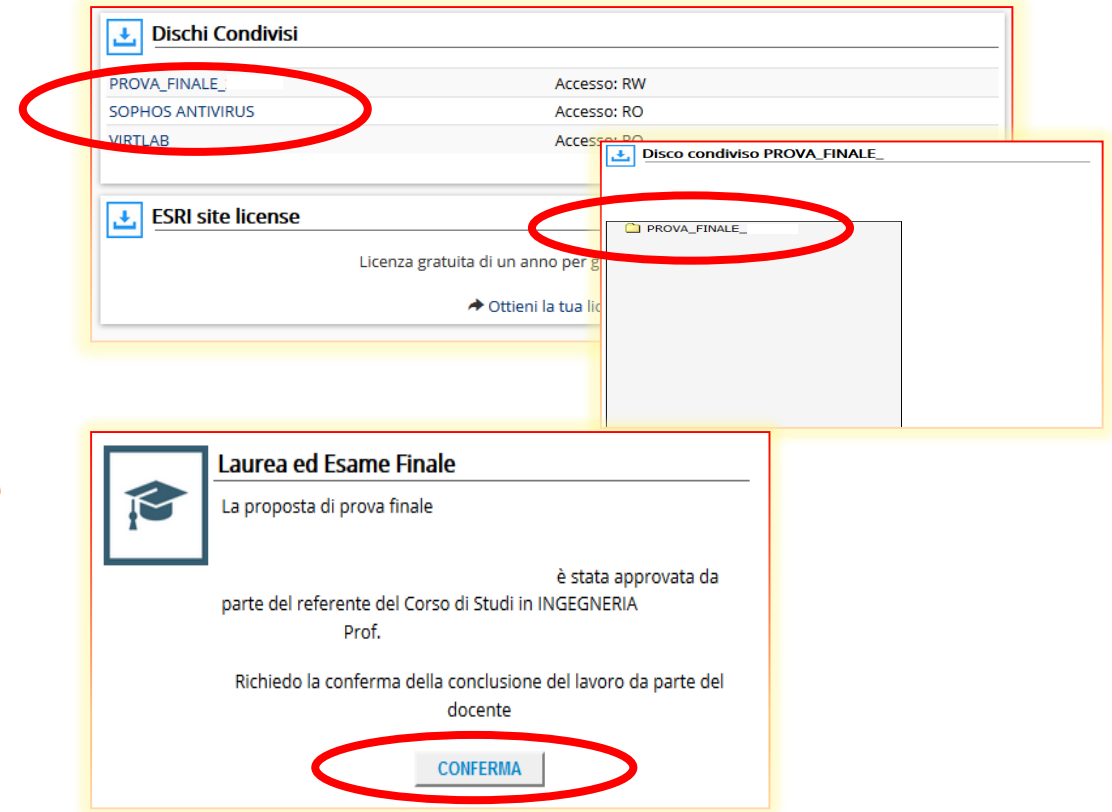 Dischi Condivisi
PROVA_FINALE_
Accesso: RW
SOPHOS ANTIVIRUS
Accesso: RO
VIRTLAB
Accesso: RO
Disco condiviso PROVA_FINALE_
PROVA_FINALE_
ESRI site license
Licenza gratuita di un anno per
Ottieni la tua
Laurea ed Esame Finale
La proposta di prova finale
è stata approvata da
parte del referente del Corso di Studi in INGEGNERIA
Prof.
Richiedo la conferma della conclusione del lavoro da parte del
docente
CONFERMA